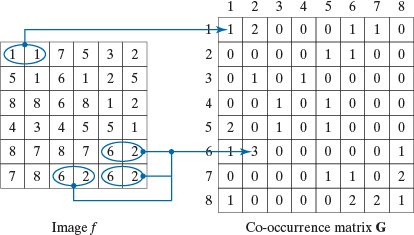 1 2 3 4 5 6 7 8
1 1 2 0 0 0 1 1 0
2 0 0 0 0 1 1 0 0
3 0 1 0 1 0 0 0 0
4 0 0 1 0 1 0 0 0
5 2 0 1 0 1 0 0 0
6 1 3 0 0 0 0 0 1
7 0 0 0 0 1 1 0 2
8 1 0 0 0 0 2 2 1
1 1 7 5 3 2
5 1 6 1 2 5
8 8 6 8 1 2
4 3 4 5 5 1
8 7 8 7 6 2
7 8 6 2 6 2
Image f
Co-occurrence matrix G